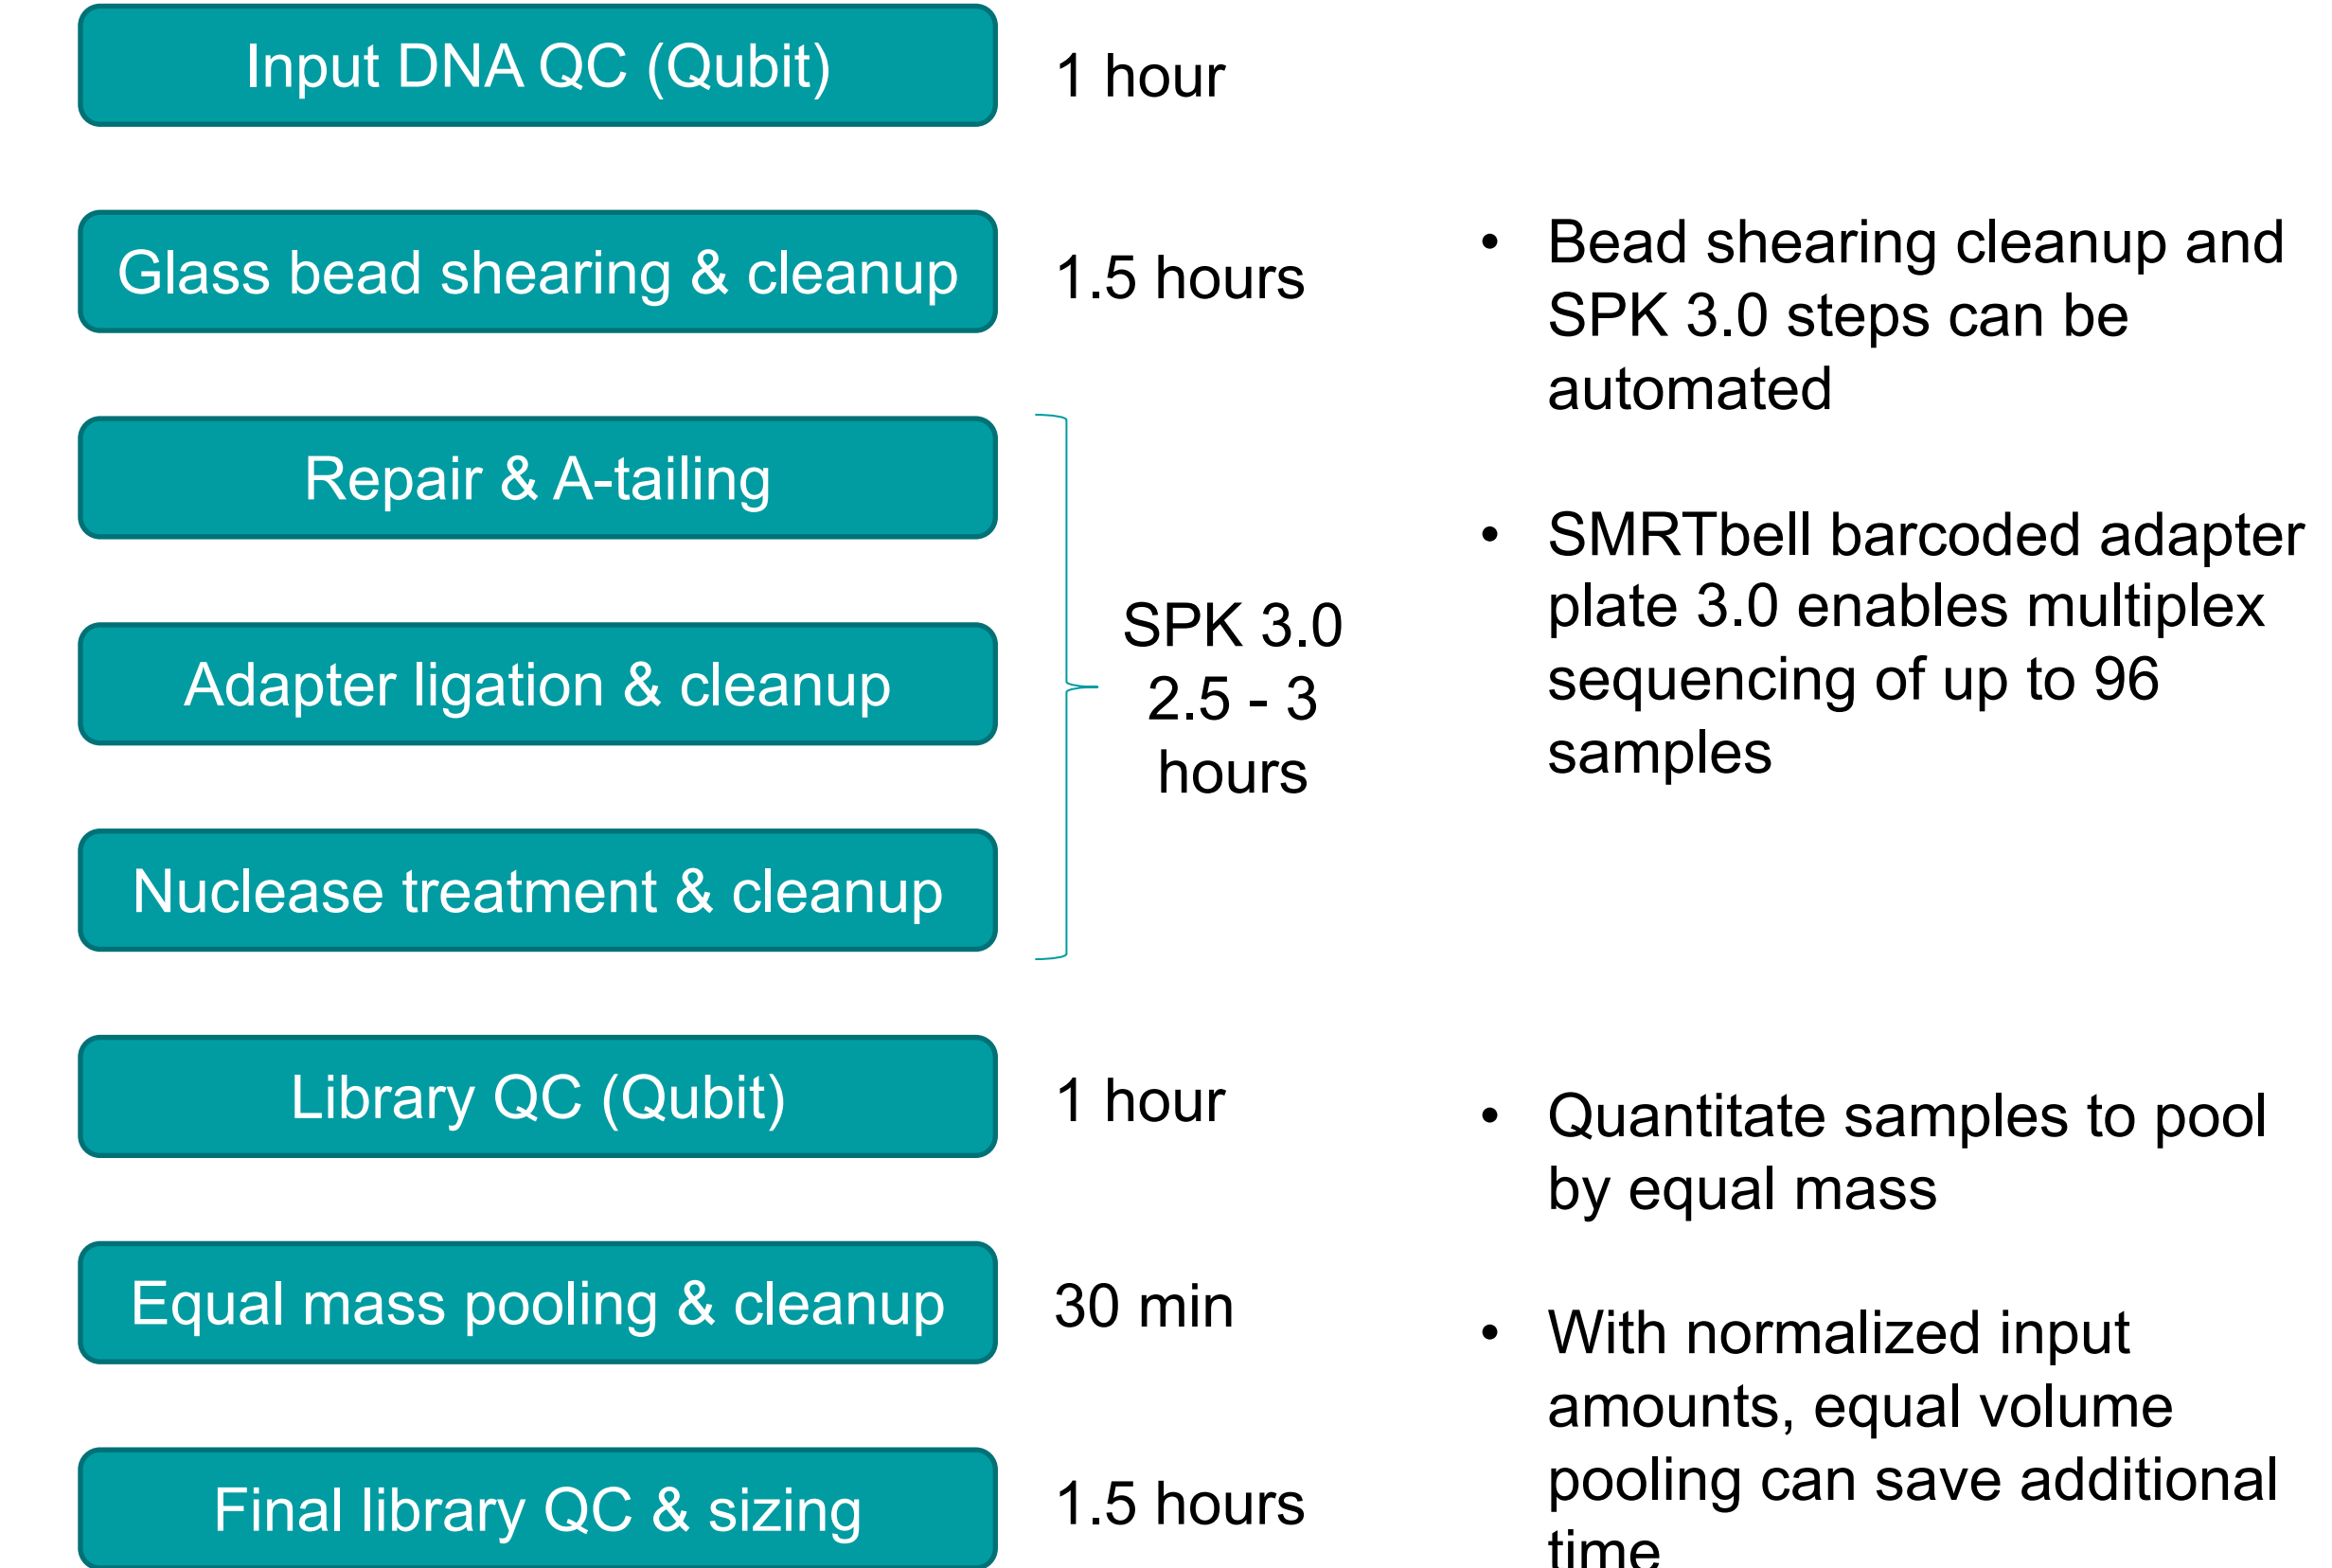 Input DNA QC (Qubit)
1 hour
Glass bead shearing & cleanup
1.5 hours
Repair & A-tailing
Adapter ligation & cleanup
Nuclease treatment & cleanup
SPK 3.0
2.5 - 3
hours
Library QC (Qubit)
1 hour
Equal mass pooling & cleanup
30 min
Final library QC & sizing
1.5 hours
• Bead shearing cleanup and
SPK 3.0 steps can be
automated
• SMRTbell barcoded adapter
plate 3.0 enables multiplex
sequencing of up to 96
samples
• Quantitate samples to pool
by equal mass
• With normalized input
amounts, equal volume
pooling can save additional
time